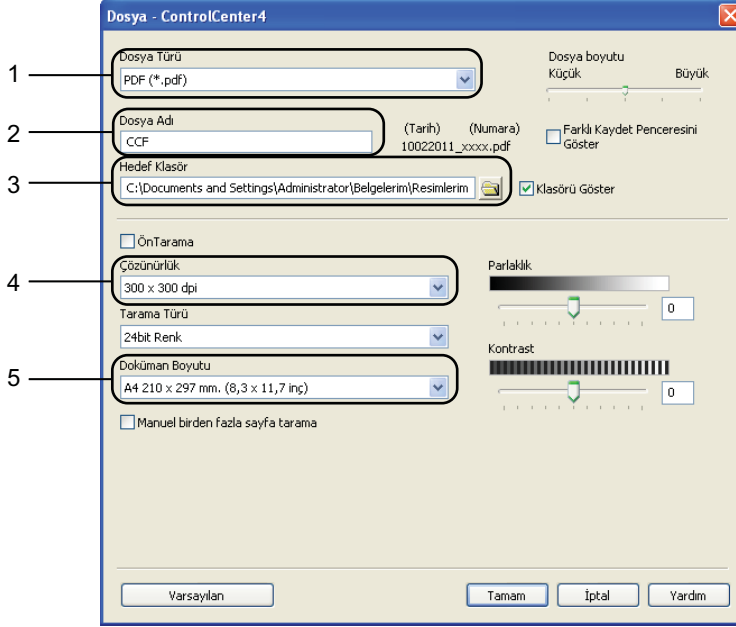 Dosya - ControlCenter4
1
Dosya Türü
PDF (*.pdf)
Dosya boyutu
Küçük Büyük
2
Dosya Adı
CCF
(Tarih) (Numara)
10022011_xxxx.pdf
Farklı Kaydet Penceresini
Göster
3
Hedef Klasör
C:\Documents and Settings\Administrator\Belgelerim\Resimlerim
Klasörü Göster
ÖnTarama
4
Çözünürlük
300 x 300 dpi
Parlaklık
0
Tarama Türü
24bit Renk
Kontrast
0
5
Doküman Boyutu
A4 210 x 297 mm. (8,3 x 11,7 inç)
Manuel birden fazla sayfa tarama
Varsayılan Tamam İptal Yardım